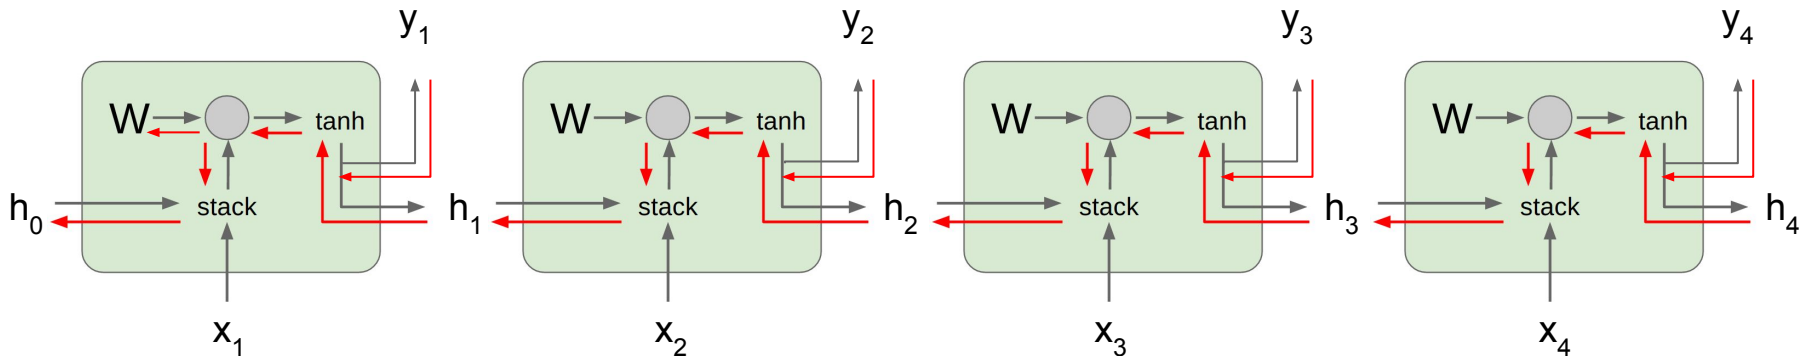 y1 y2 y3 y4
W tanh W tanh W tanh W tanh
h0 stack h1 stack h2 stack h3 stack h4
x1 x2 x3 x4